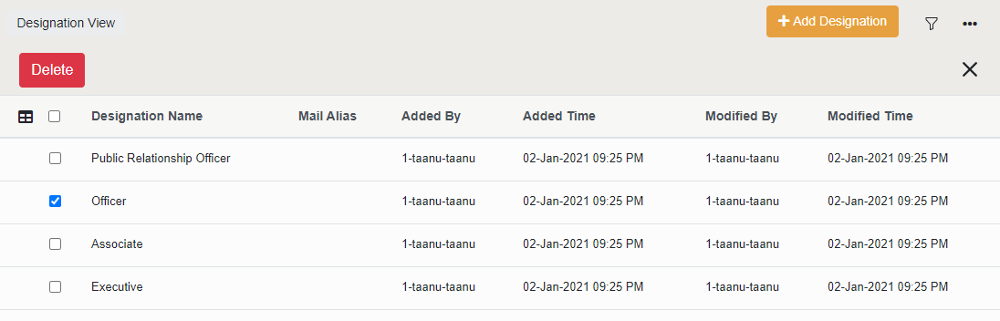 Designation View
+ Add Designation
Delete
Designation Name Mail Alias Added By Added Time Modified By Modified Time
Public Relationship Officer 1-taanu-taanu 02-Jan-2021 09:25 PM 1-taanu-taanu 02-Jan-2021 09:25 PM
Officer 1-taanu-taanu 02-Jan-2021 09:25 PM 1-taanu-taanu 02-Jan-2021 09:25 PM
Associate 1-taanu-taanu 02-Jan-2021 09:25 PM 1-taanu-taanu 02-Jan-2021 09:25 PM
Executive 1-taanu-taanu 02-Jan-2021 09:25 PM 1-taanu-taanu 02-Jan-2021 09:25 PM